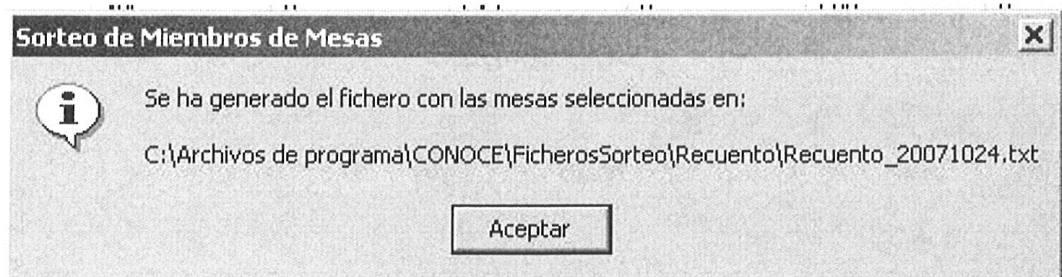 Sorteo de Miembros de Mesas
Se ha generado el fichero con las mesas seleccionadas en:
C:\Archivos de programa\CONOCE\FicherosSorteo\Recuento\Recuento_20071024.txt
Aceptar